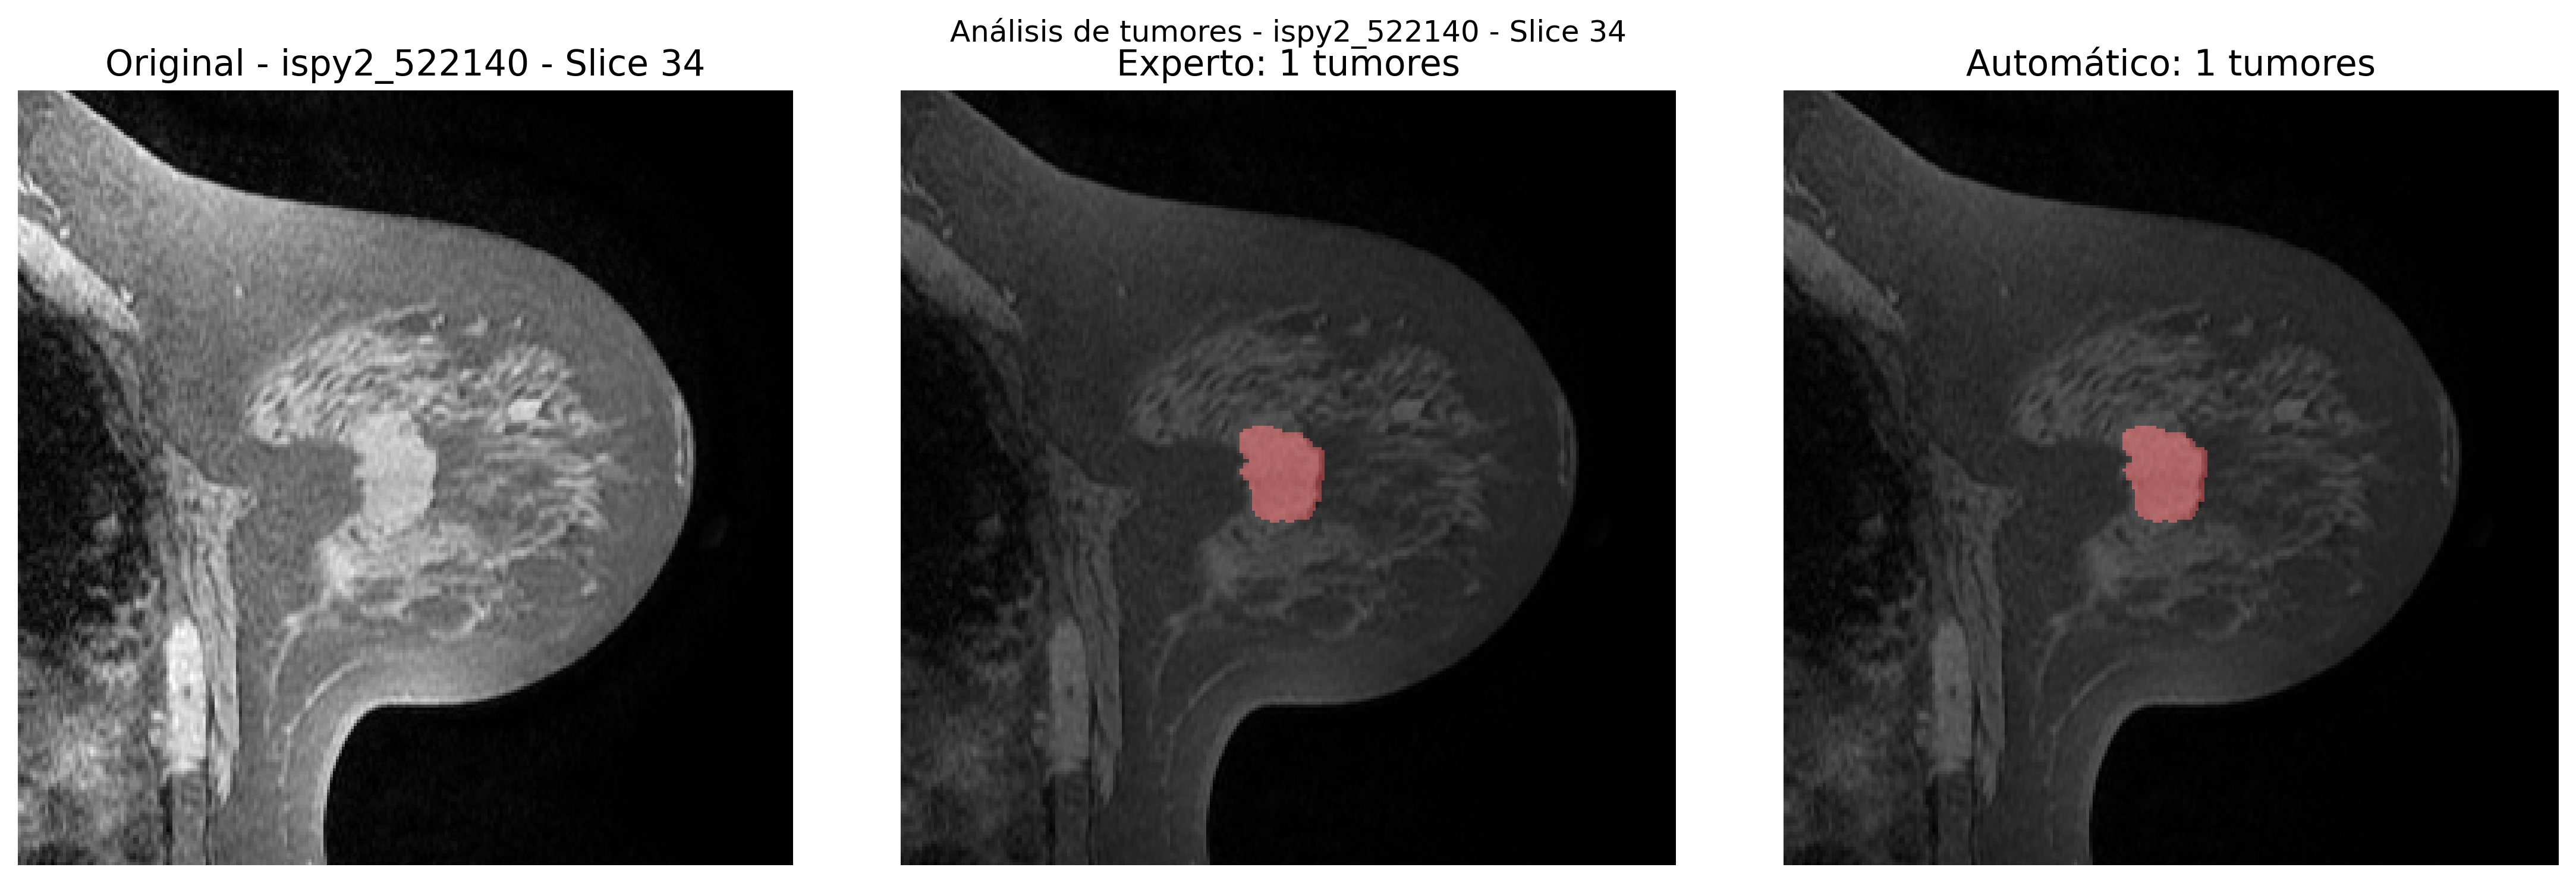 Análisis de tumores - ispy2_522140 - Slice 34
Original - ispy2_522140 - Slice 34
Experto: 1 tumores
Automático: 1 tumores